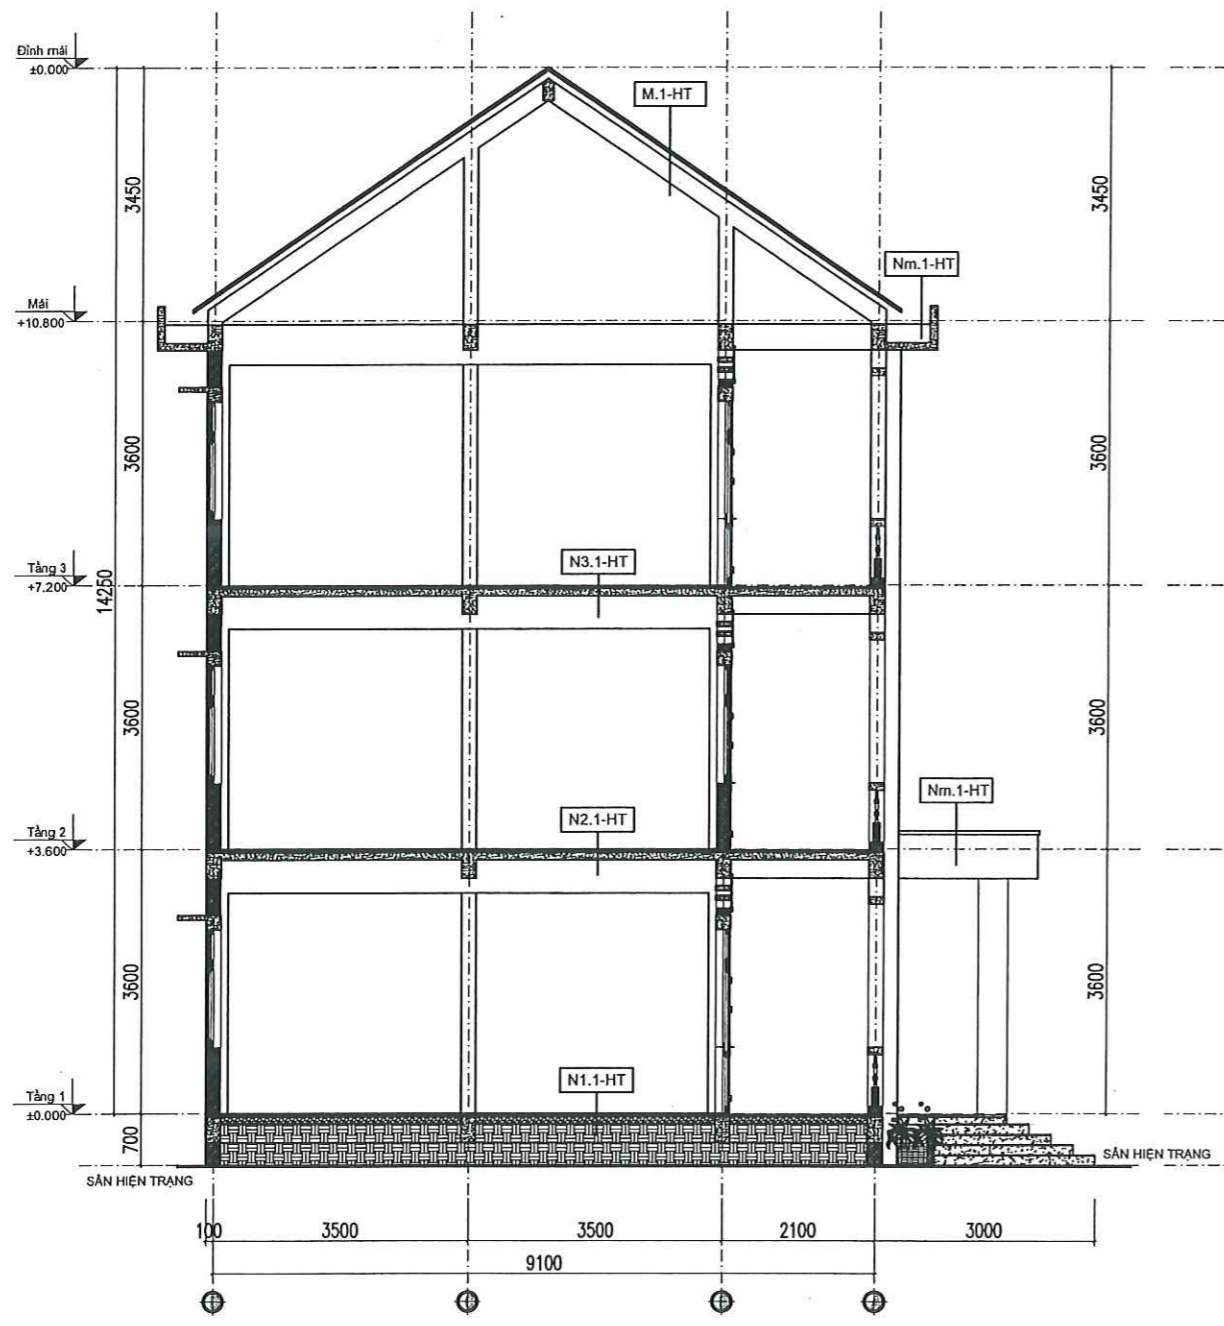 Đỉnh mái
±0.000
M.1-HT
3450
3450
Nm.1-HT
Mái
+10.800
3600
3600
N3.1-HT
Tầng 3
+7.200
14250
3600
3600
Nm.1-HT
N2.1-HT
Tầng 2
+3.600
3600
3600
N1.1-HT
Tầng 1
±0.000
700
SÂN HIỆN TRẠNG
SÂN HIỆN TRẠNG
100
3500
3500
2100
3000
9100